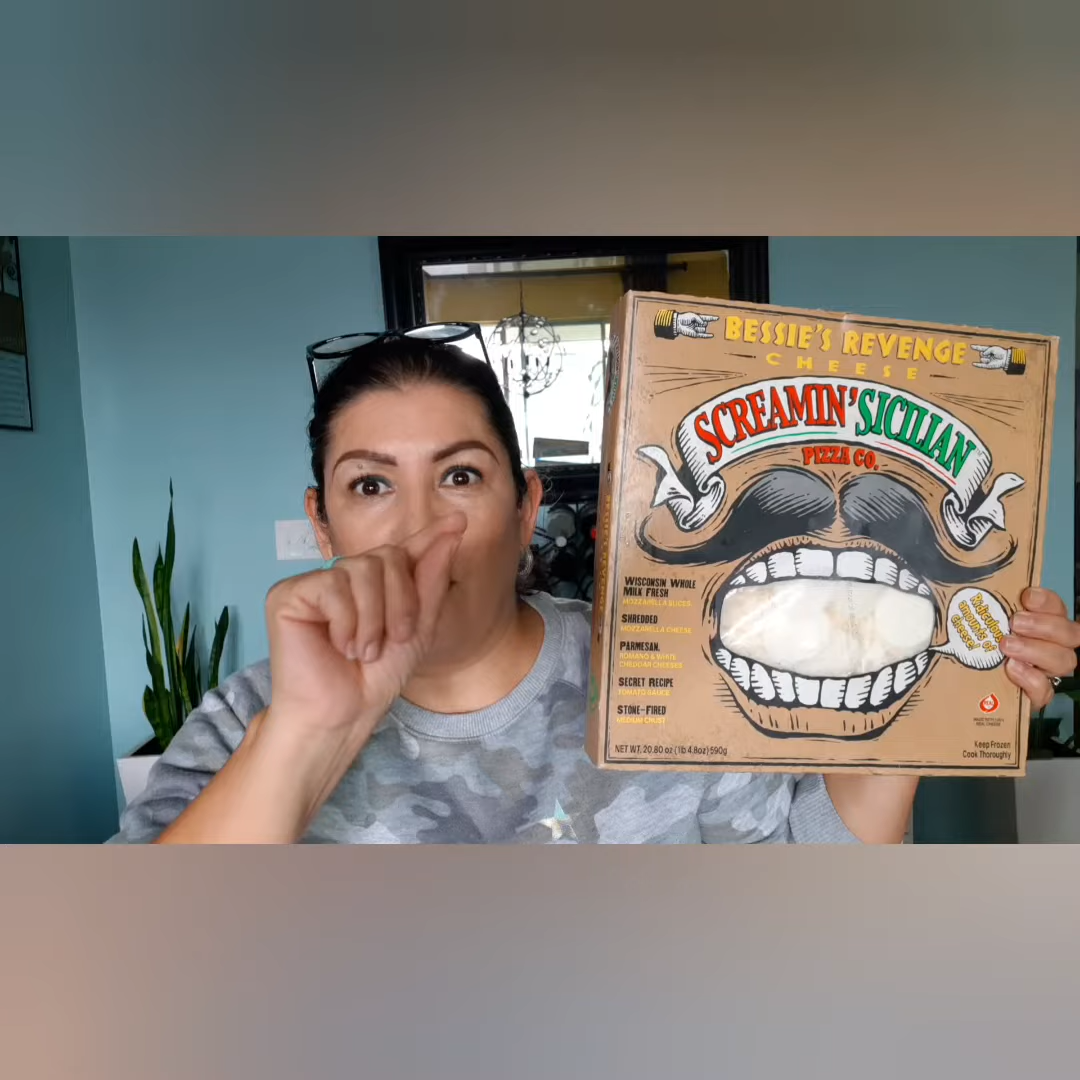 BESSIE'S REVENGE
CHEESE
SCREAMIN' SICILIAN
PIZZA CO.
WISCONSIN WHOLE
MILK FRESH
MOZZARELLA SLICES
SHREDDED
MOZZARELLA CHEESE
PARMESAN,
ROMANO & WHITE
CHEDDAR CHEESES
SECRET RECIPE
TOMATO SAUCE
STONE-FIRED
MEDIUM CRUST
Ridiculous
amounts of
cheese!
REAL
NET WT. 20.80 oz (1lb 4.8oz) 590g
Keep Frozen
Cook Thoroughly